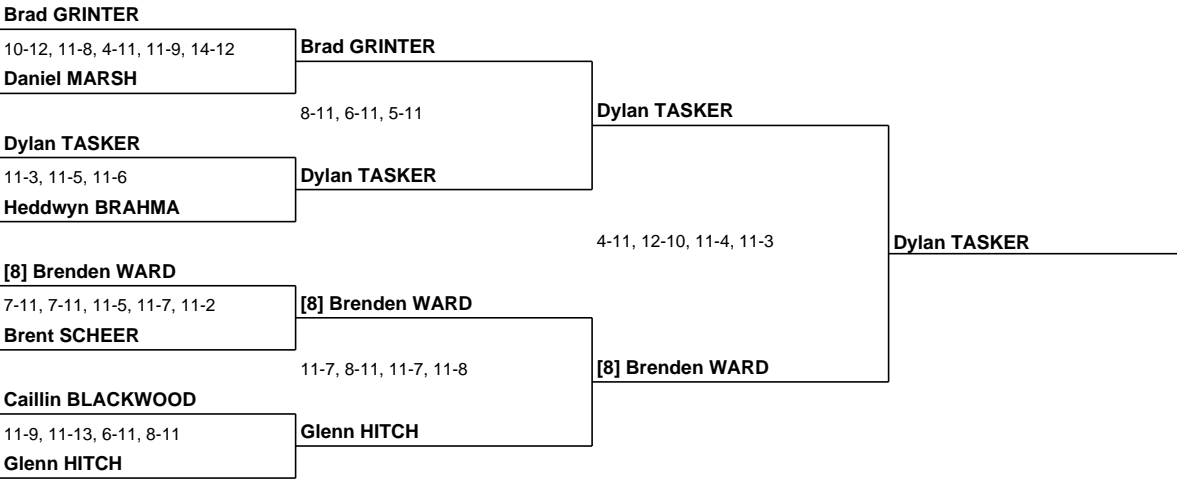 Brad GRINTER
10-12, 11-8, 4-11, 11-9, 14-12
Daniel MARSH
Dylan TASKER
11-3, 11-5, 11-6
Heddwyn BRAHMA
[8] Brenden WARD
7-11, 7-11, 11-5, 11-7, 11-2
Brent SCHEER
Caillin BLACKWOOD
11-9, 11-13, 6-11, 8-11
Glenn HITCH
Brad GRINTER
8-11, 6-11, 5-11
Dylan TASKER
[8] Brenden WARD
11-7, 8-11, 11-7, 11-8
Glenn HITCH
Dylan TASKER
4-11, 12-10, 11-4, 11-3
[8] Brenden WARD
Dylan TASKER